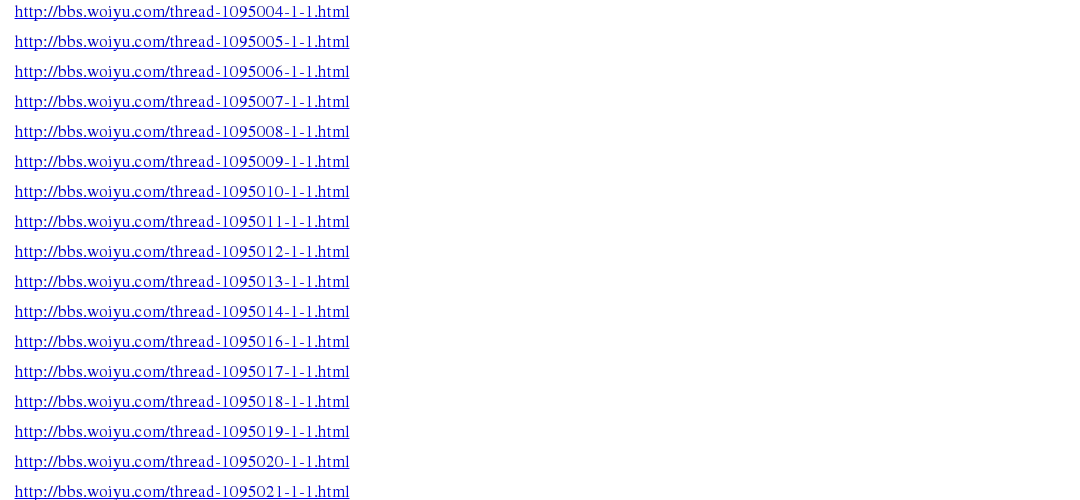 http://bbs.woiyu.com/thread-1095004-1-1.html
http://bbs.woiyu.com/thread-1095005-1-1.html
http://bbs.woiyu.com/thread-1095006-1-1.html
http://bbs.woiyu.com/thread-1095007-1-1.html
http://bbs.woiyu.com/thread-1095008-1-1.html
http://bbs.woiyu.com/thread-1095009-1-1.html
http://bbs.woiyu.com/thread-1095010-1-1.html
http://bbs.woiyu.com/thread-1095011-1-1.html
http://bbs.woiyu.com/thread-1095012-1-1.html
http://bbs.woiyu.com/thread-1095013-1-1.html
http://bbs.woiyu.com/thread-1095014-1-1.html
http://bbs.woiyu.com/thread-1095016-1-1.html
http://bbs.woiyu.com/thread-1095017-1-1.html
http://bbs.woiyu.com/thread-1095018-1-1.html
http://bbs.woiyu.com/thread-1095019-1-1.html
http://bbs.woiyu.com/thread-1095020-1-1.html
http://bbs.woiyu.com/thread-1095021-1-1.html